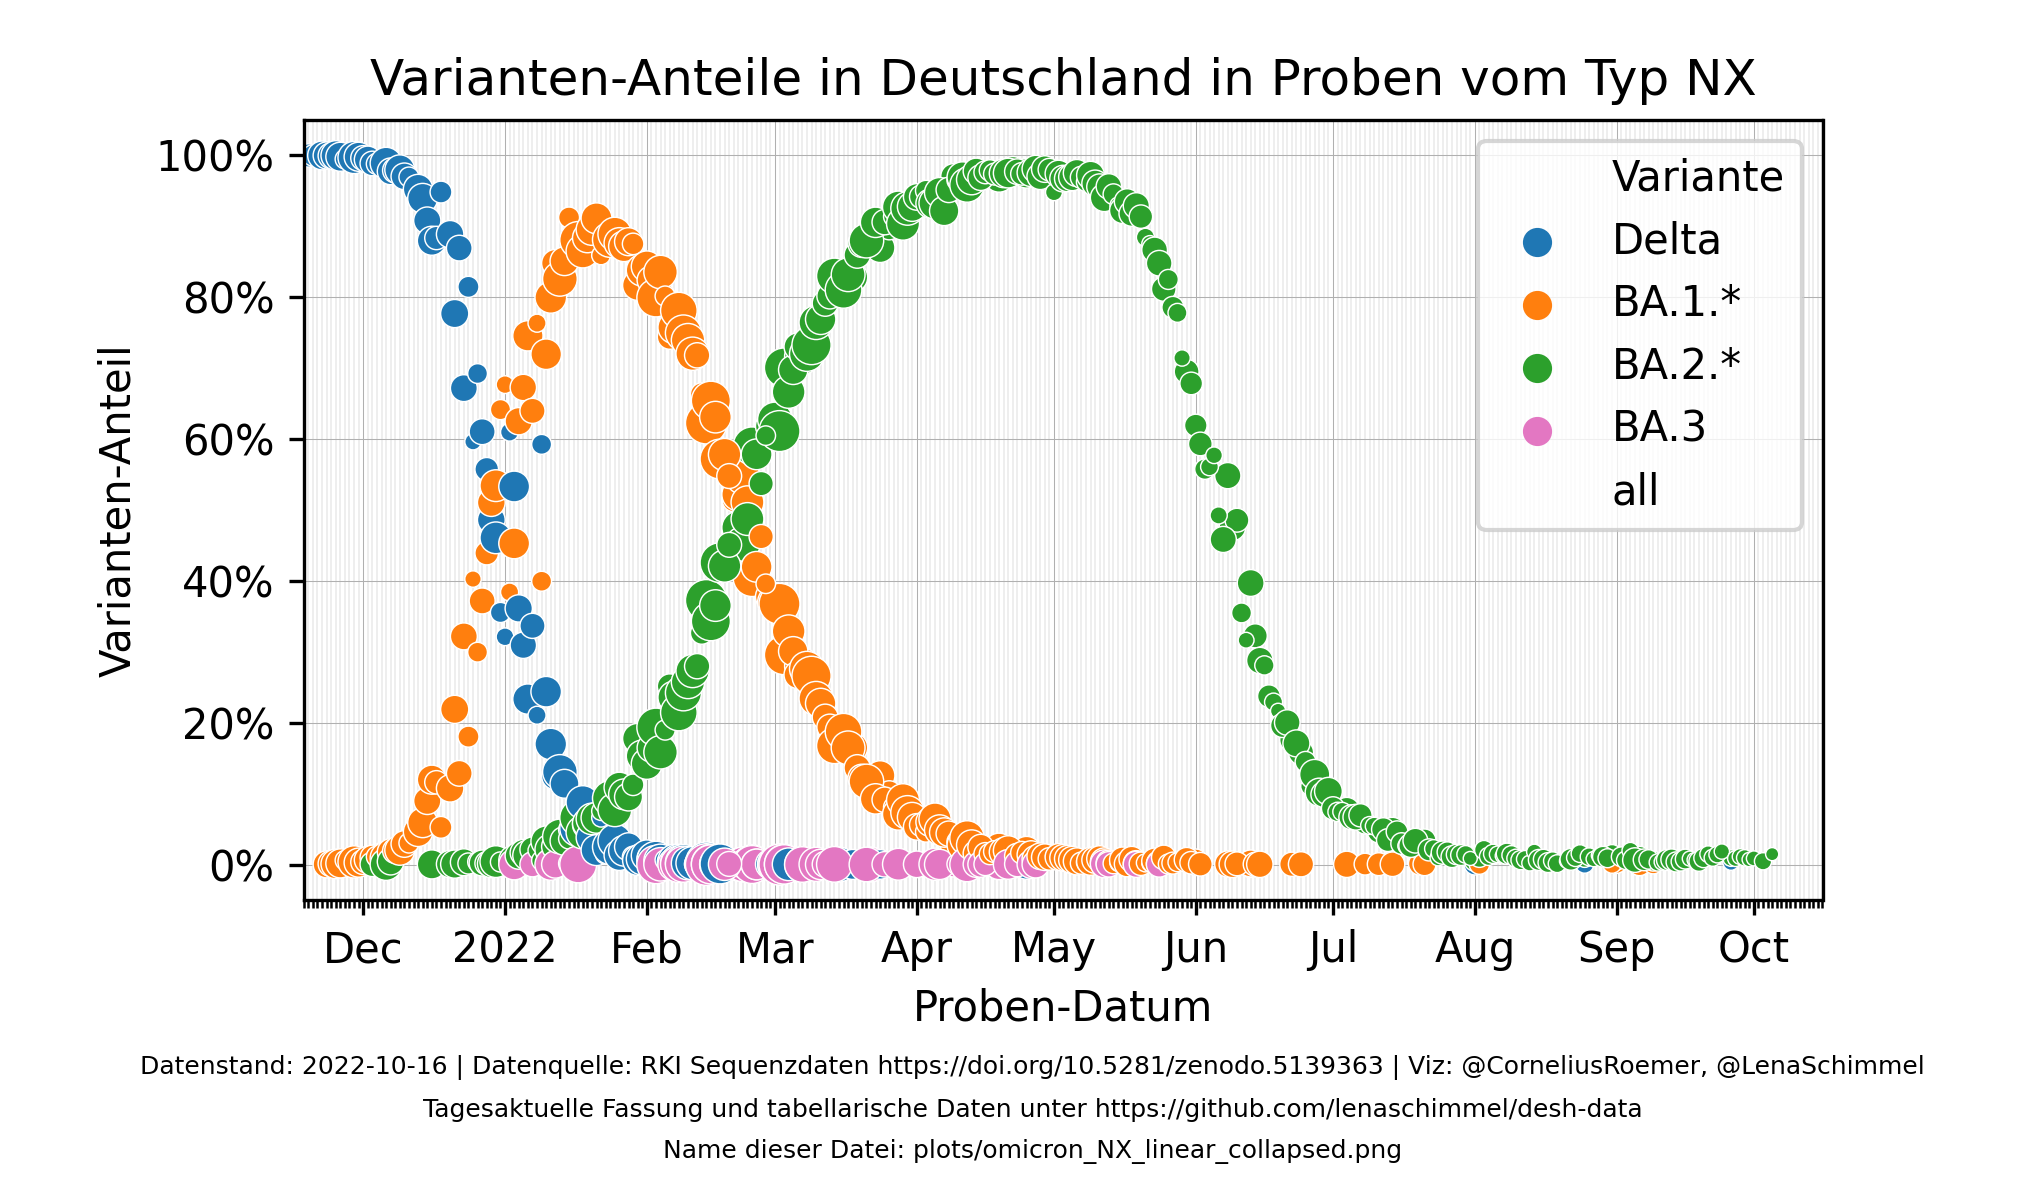 Varianten-Anteile in Deutschland in Proben vom Typ NX
Varianten-Anteil
100%
80%
60%
40%
20%
0%
Variante
Delta
BA.1.*
BA.2.*
BA.3
all
Dec 2022 Feb Mar Apr May Jun Jul Aug Sep Oct
Proben-Datum
Datenstand: 2022-10-16 | Datenquelle: RKI Sequenzdaten https://doi.org/10.5281/zenodo.5139363 | Viz: @CorneliusRoemer, @LenaSchimmel
Tagesaktuelle Fassung und tabellarische Daten unter https://github.com/lenaschimmel/desh-data
Name dieser Datei: plots/omicron_NX_linear_collapsed.png